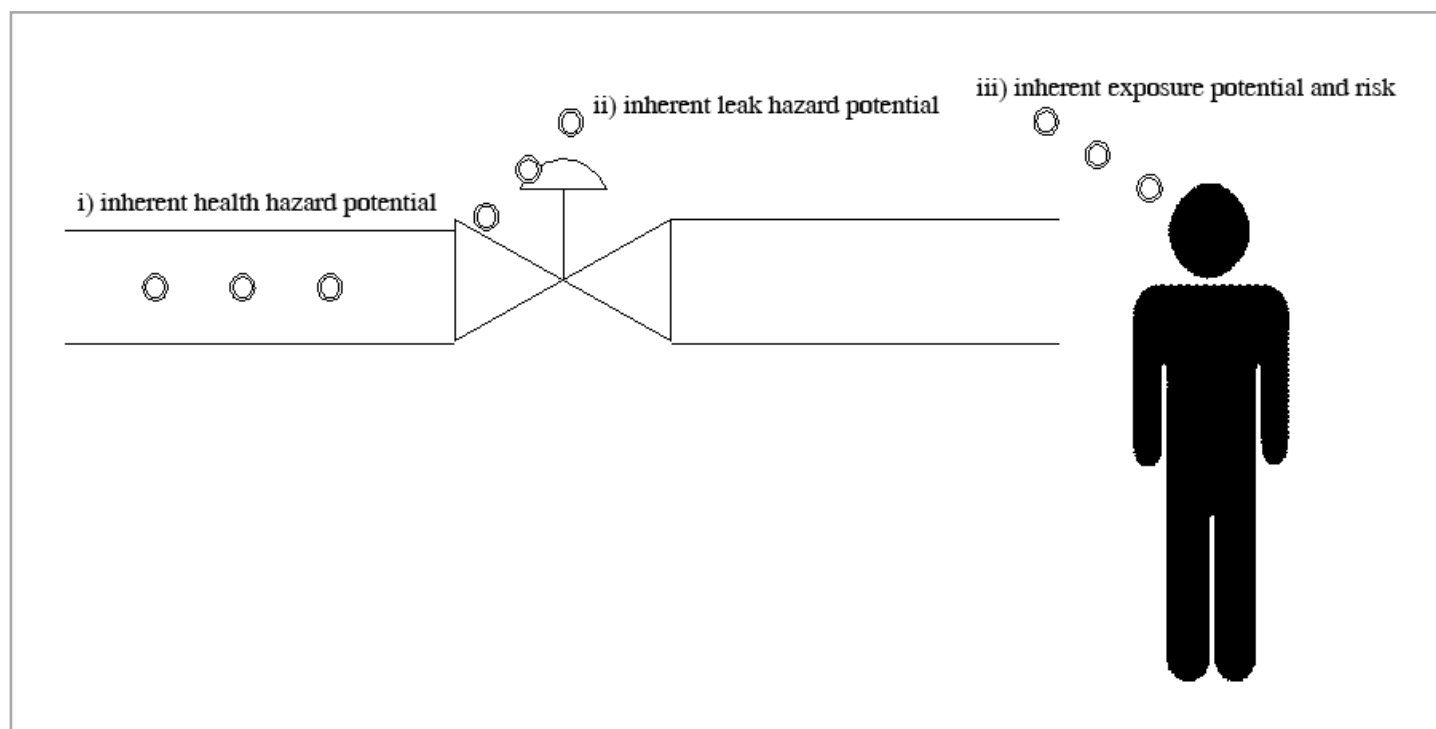 i) inherent health hazard potential
ii) inherent leak hazard potential
iii) inherent exposure potential and risk